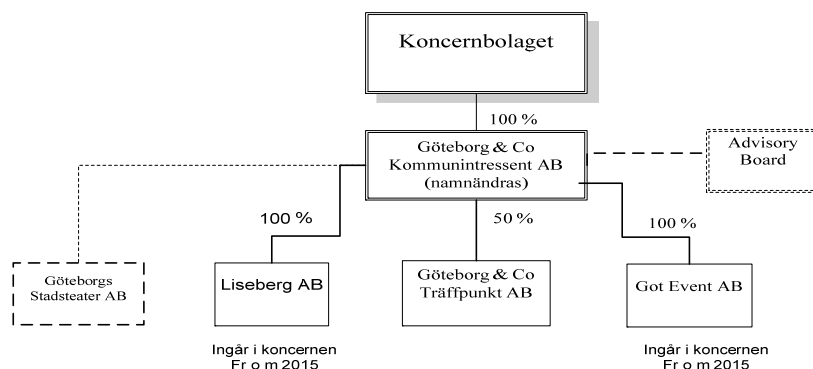 Koncernbolaget
100 %
Göteborg & Co
Kommunintressent AB
(namnändras)
Advisory
Board
100 %
50 %
100 %
Göteborgs
Stadsteater AB
Liseberg AB
Göteborg & Co
Träffpunkt AB
Got Event AB
Ingår i koncernen
Fr o m 2015
Ingår i koncernen
Fr o m 2015